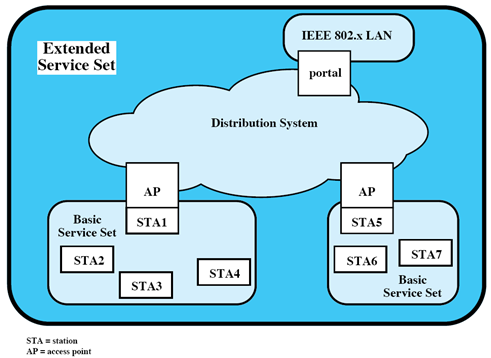 IEEE 802.x LAN
Extended
Service Set
portal
Distribution System
AP
AP
STA1
STA5
Basic
Service Set
STA2
STA3
STA4
STA6
STA7
Basic
Service Set
STA = station
AP = access point